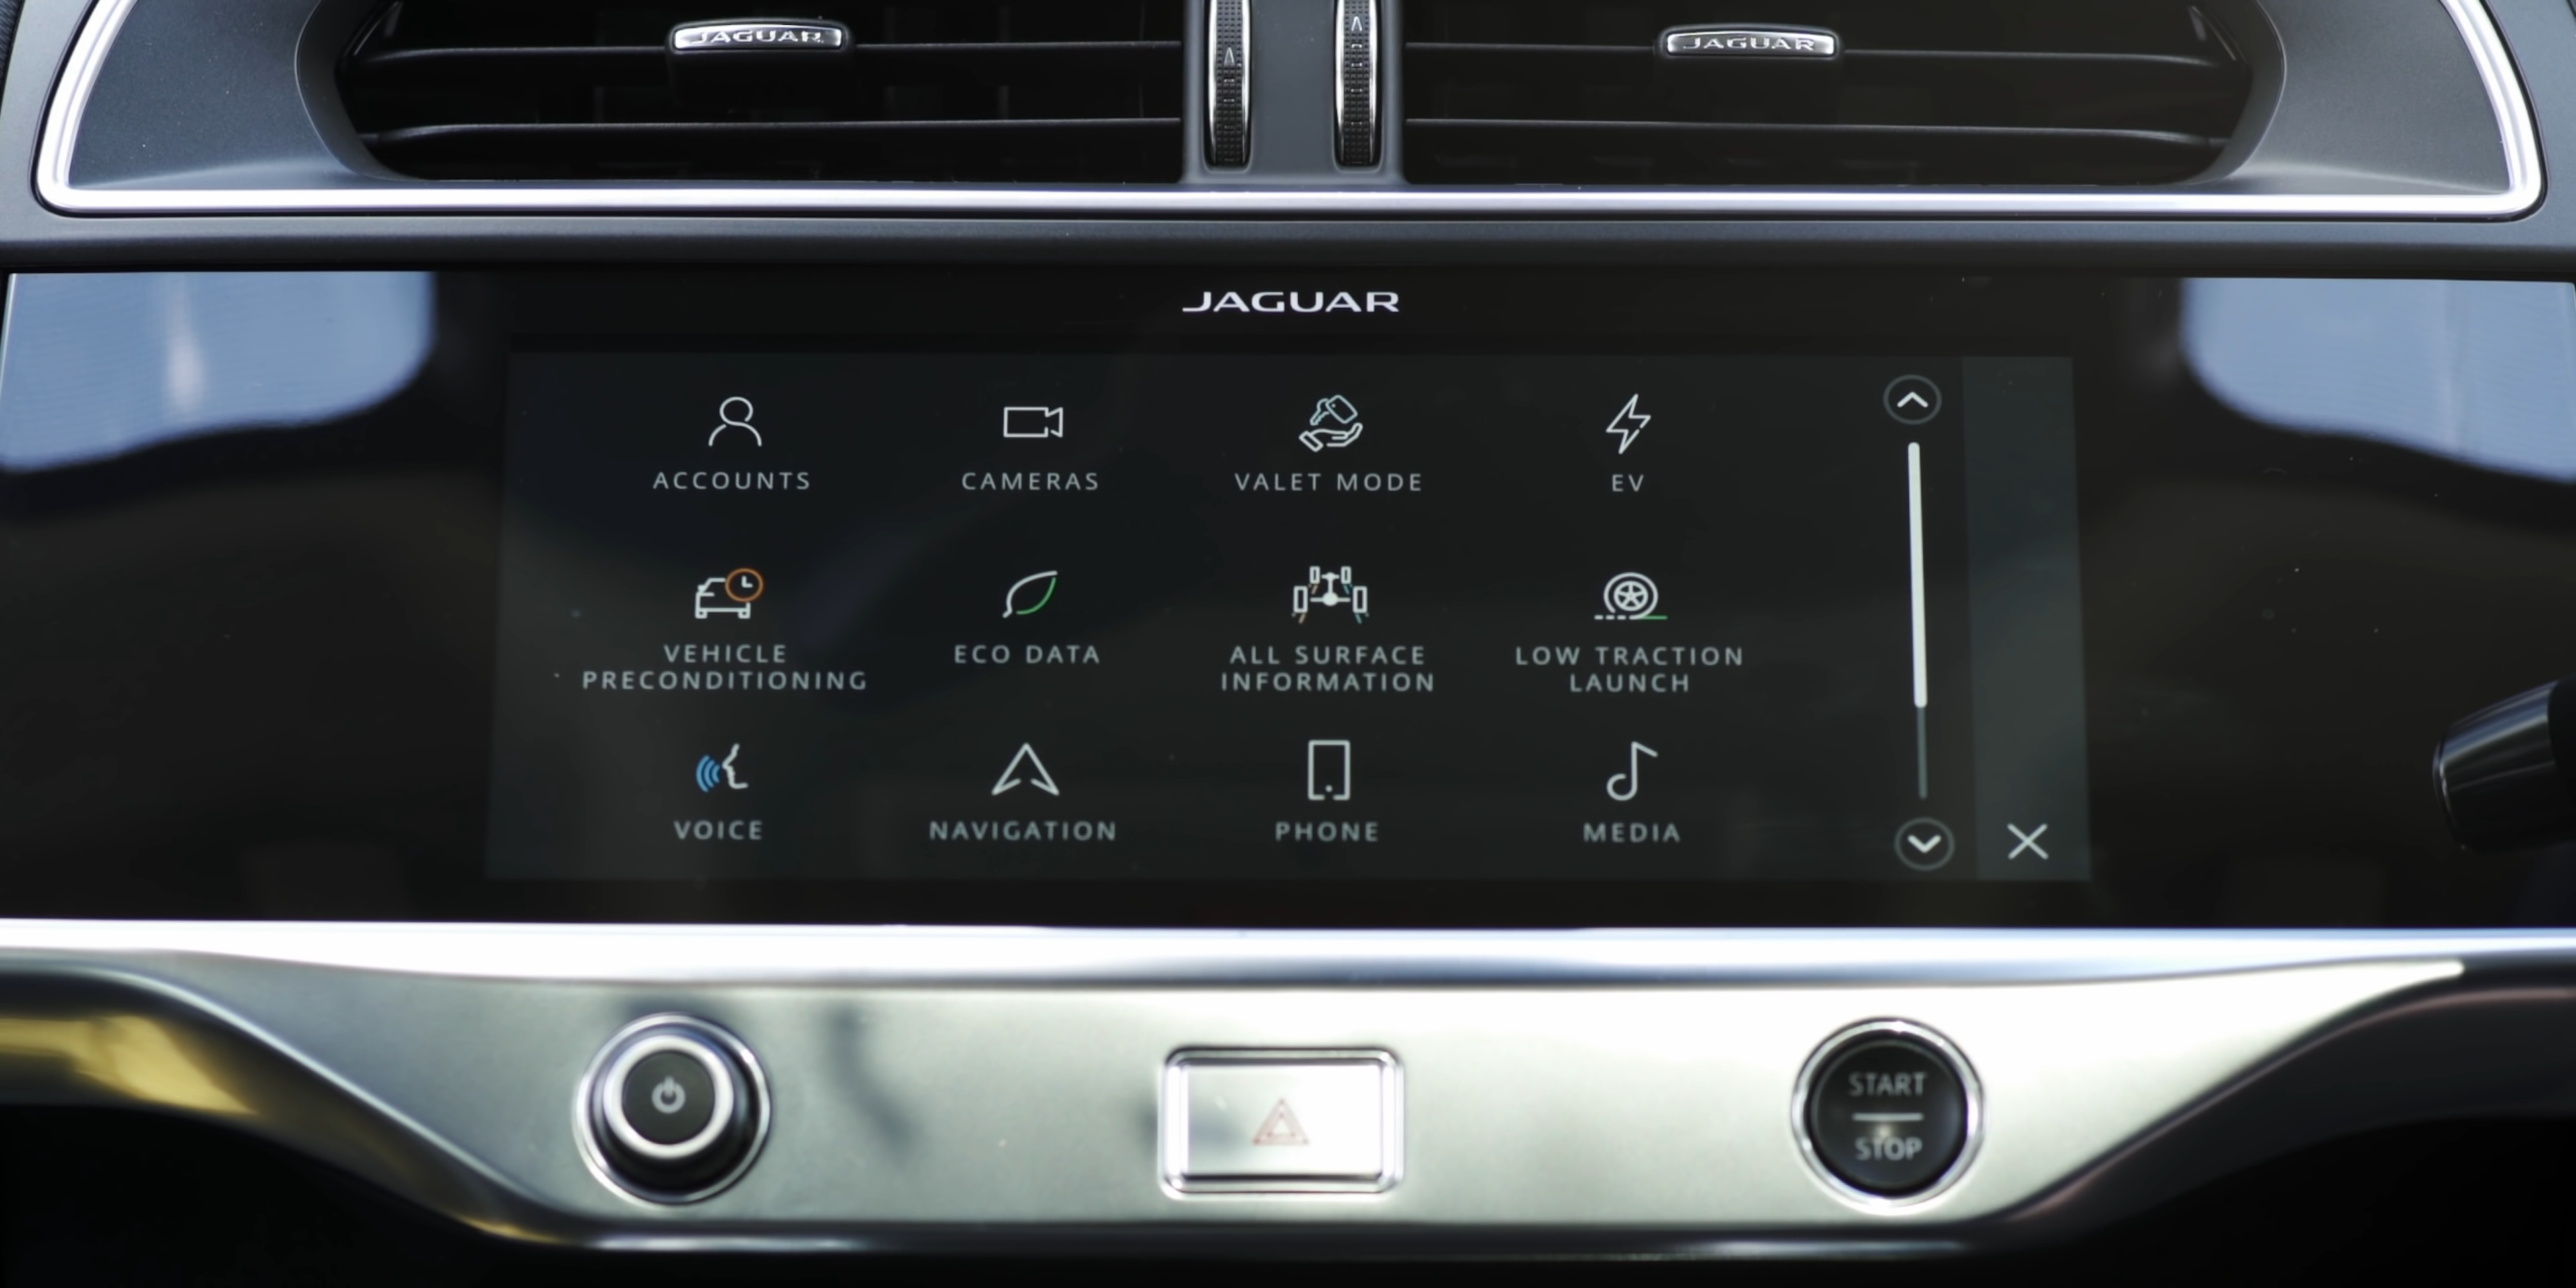 JAGUAR
JAGUAR
JAGUAR
ACCOUNTS
CAMERAS
VALET MODE
EV
VEHICLE
PRECONDITIONING
ECO DATA
ALL SURFACE
INFORMATION
LOW TRACTION
LAUNCH
VOICE
NAVIGATION
PHONE
MEDIA
START
STOP